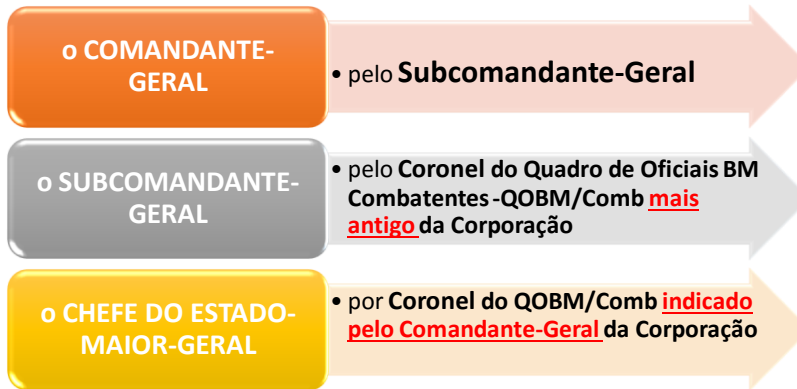 o COMANDANTE-
GERAL
• pelo Subcomandante-Geral
o SUBCOMANDANTE-
GERAL
• pelo Coronel do Quadro de Oficiais BM
Combatentes -QOBM/Comb mais
antigo da Corporação
o CHEFE DO ESTADO-
MAIOR-GERAL
• por Coronel do QOBM/Comb indicado
pelo Comandante-Geral da Corporação